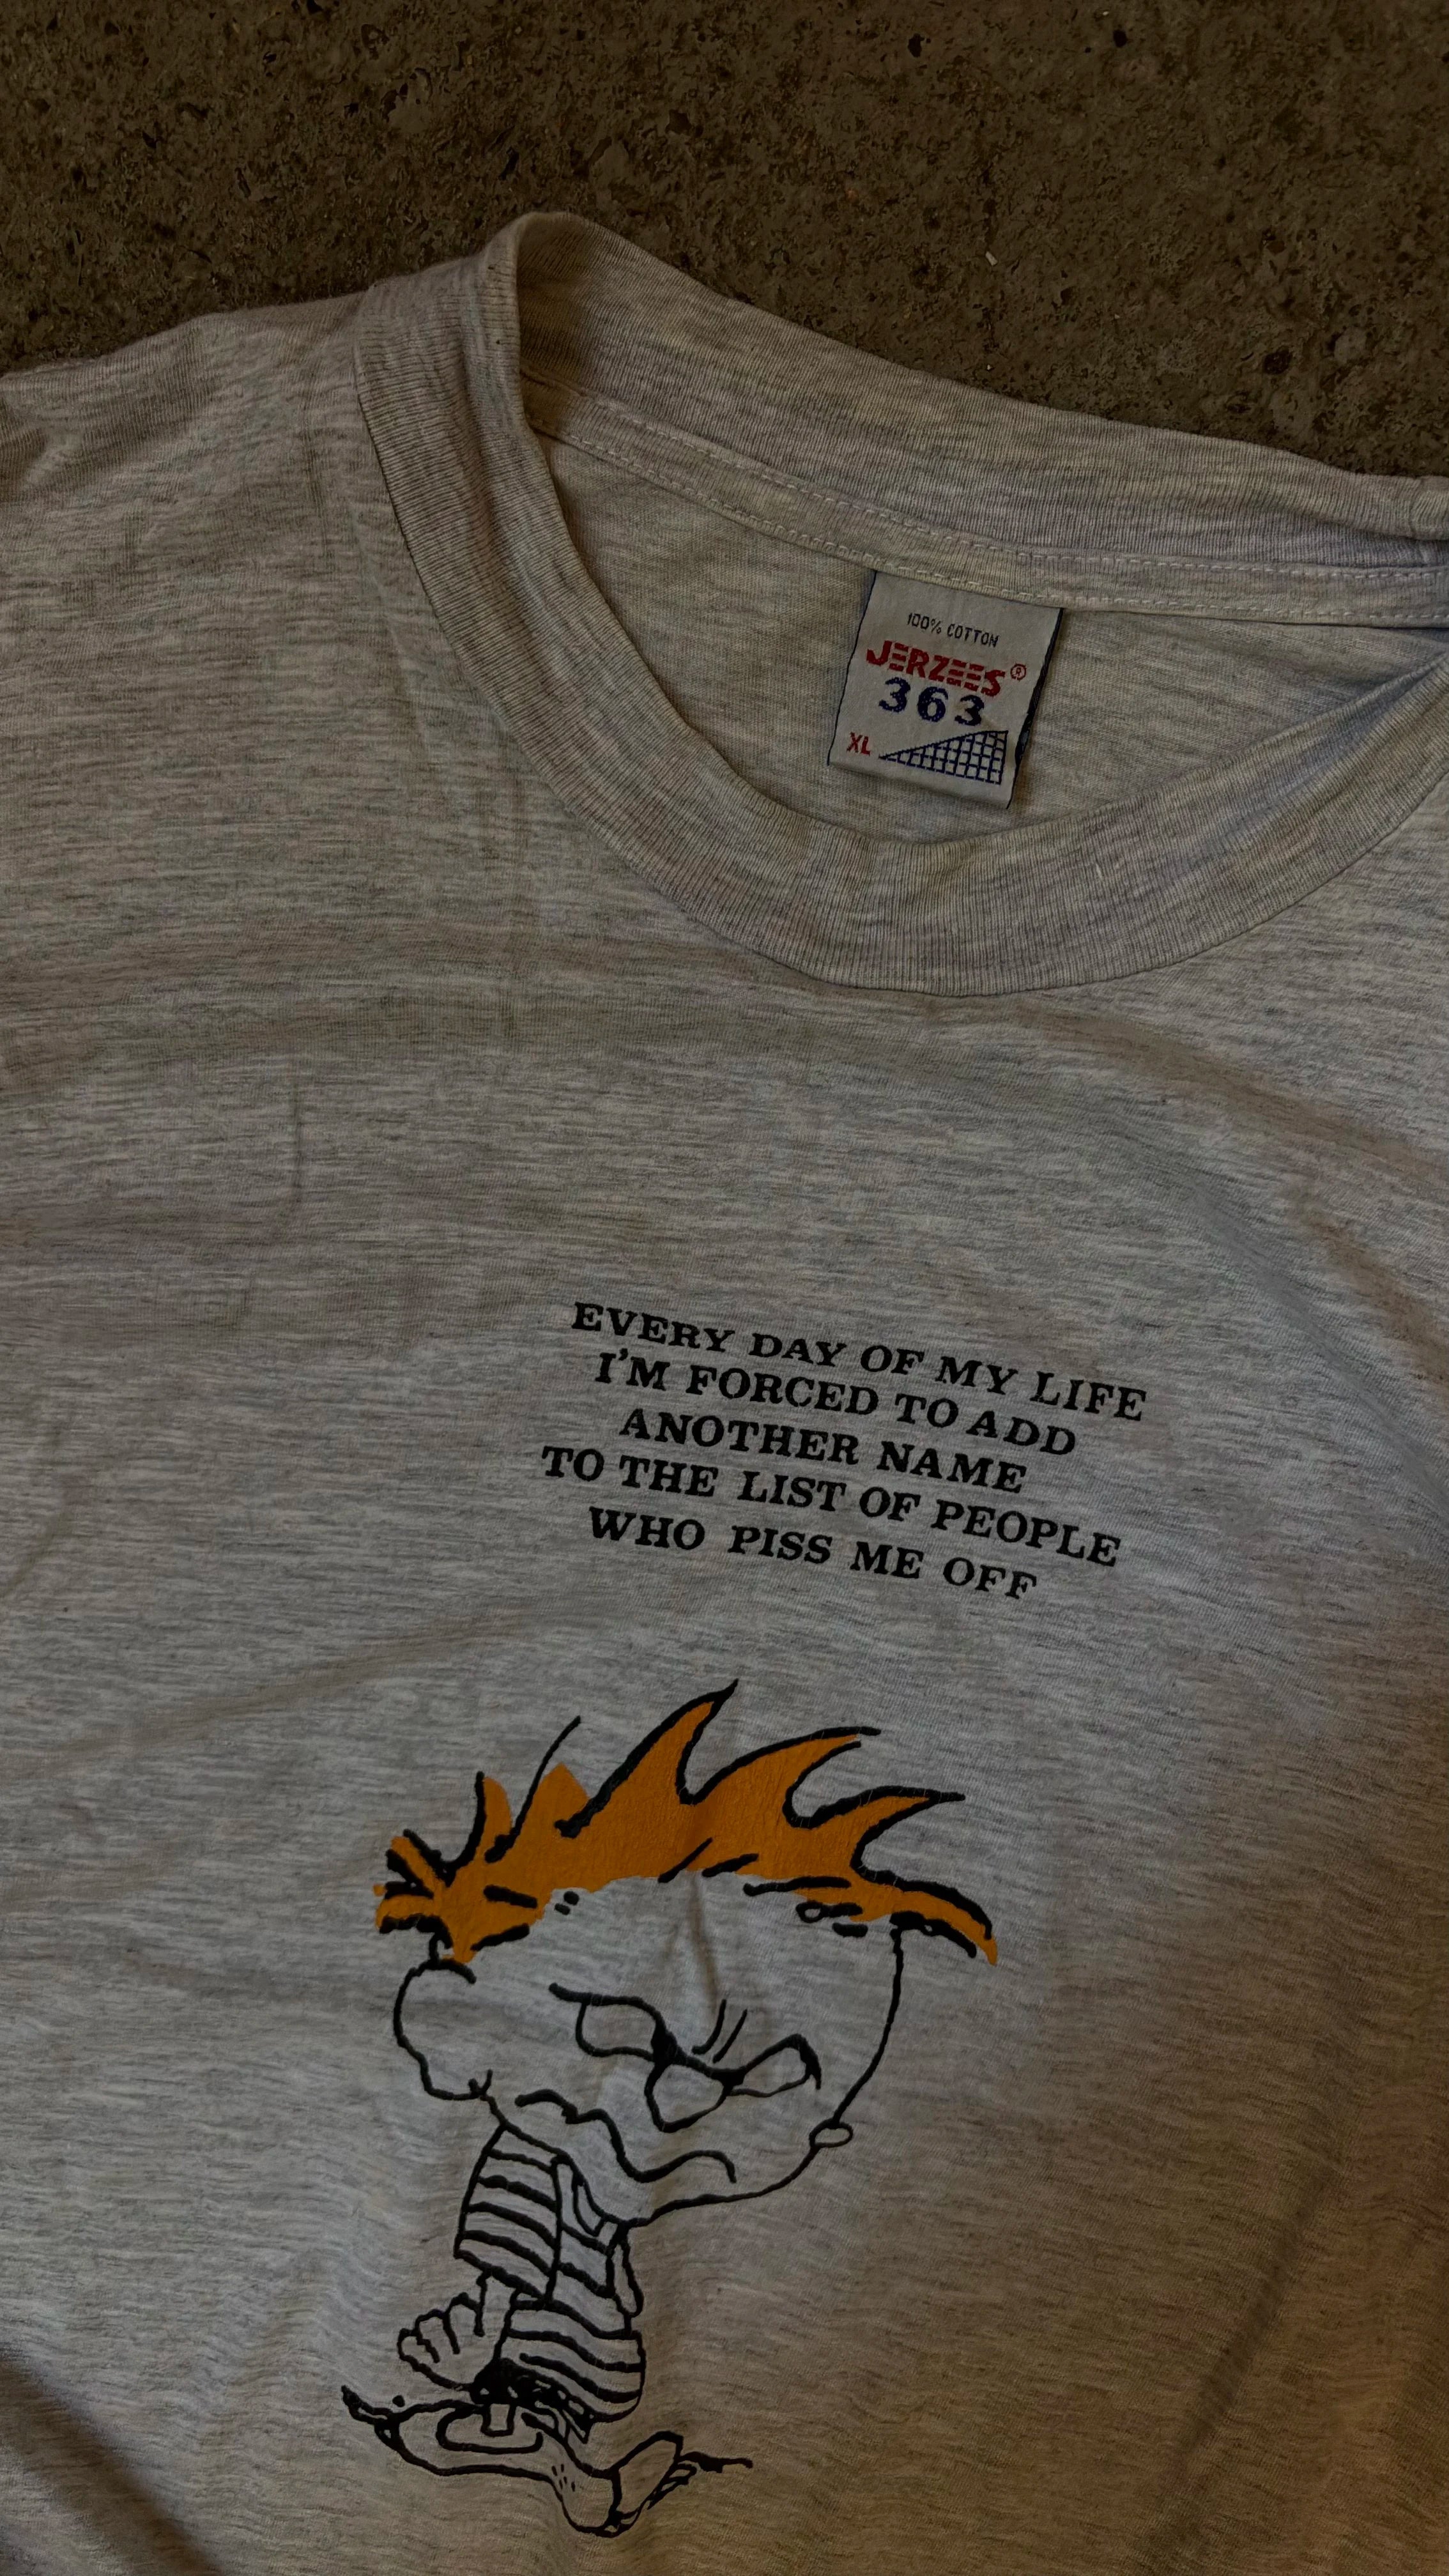 100% COTTON
JERZEES®
363
XL
EVERY DAY OF MY LIFE
I'M FORCED TO ADD
ANOTHER NAME
TO THE LIST OF PEOPLE
WHO PISS ME OFF